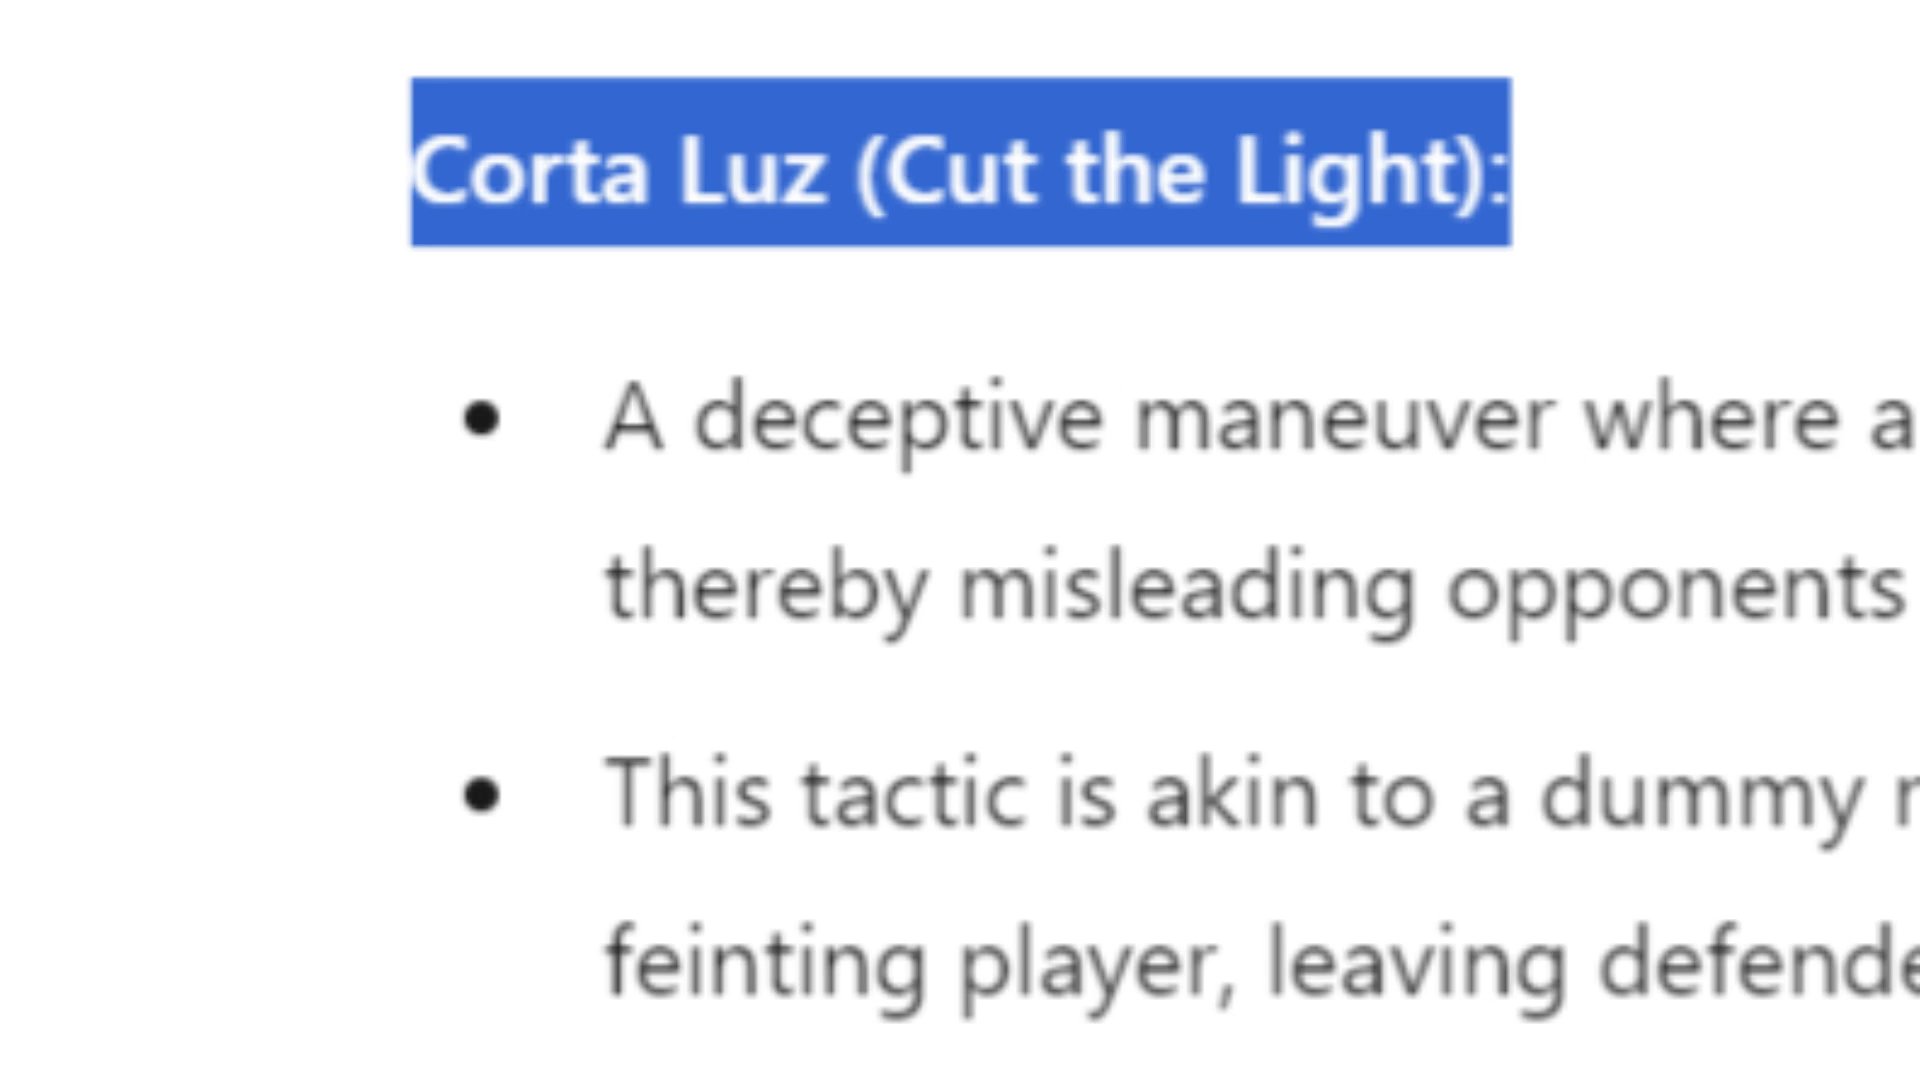 Corta Luz (Cut the Light):
• A deceptive maneuver where a
thereby misleading opponents
• This tactic is akin to a dummy
feinting player, leaving